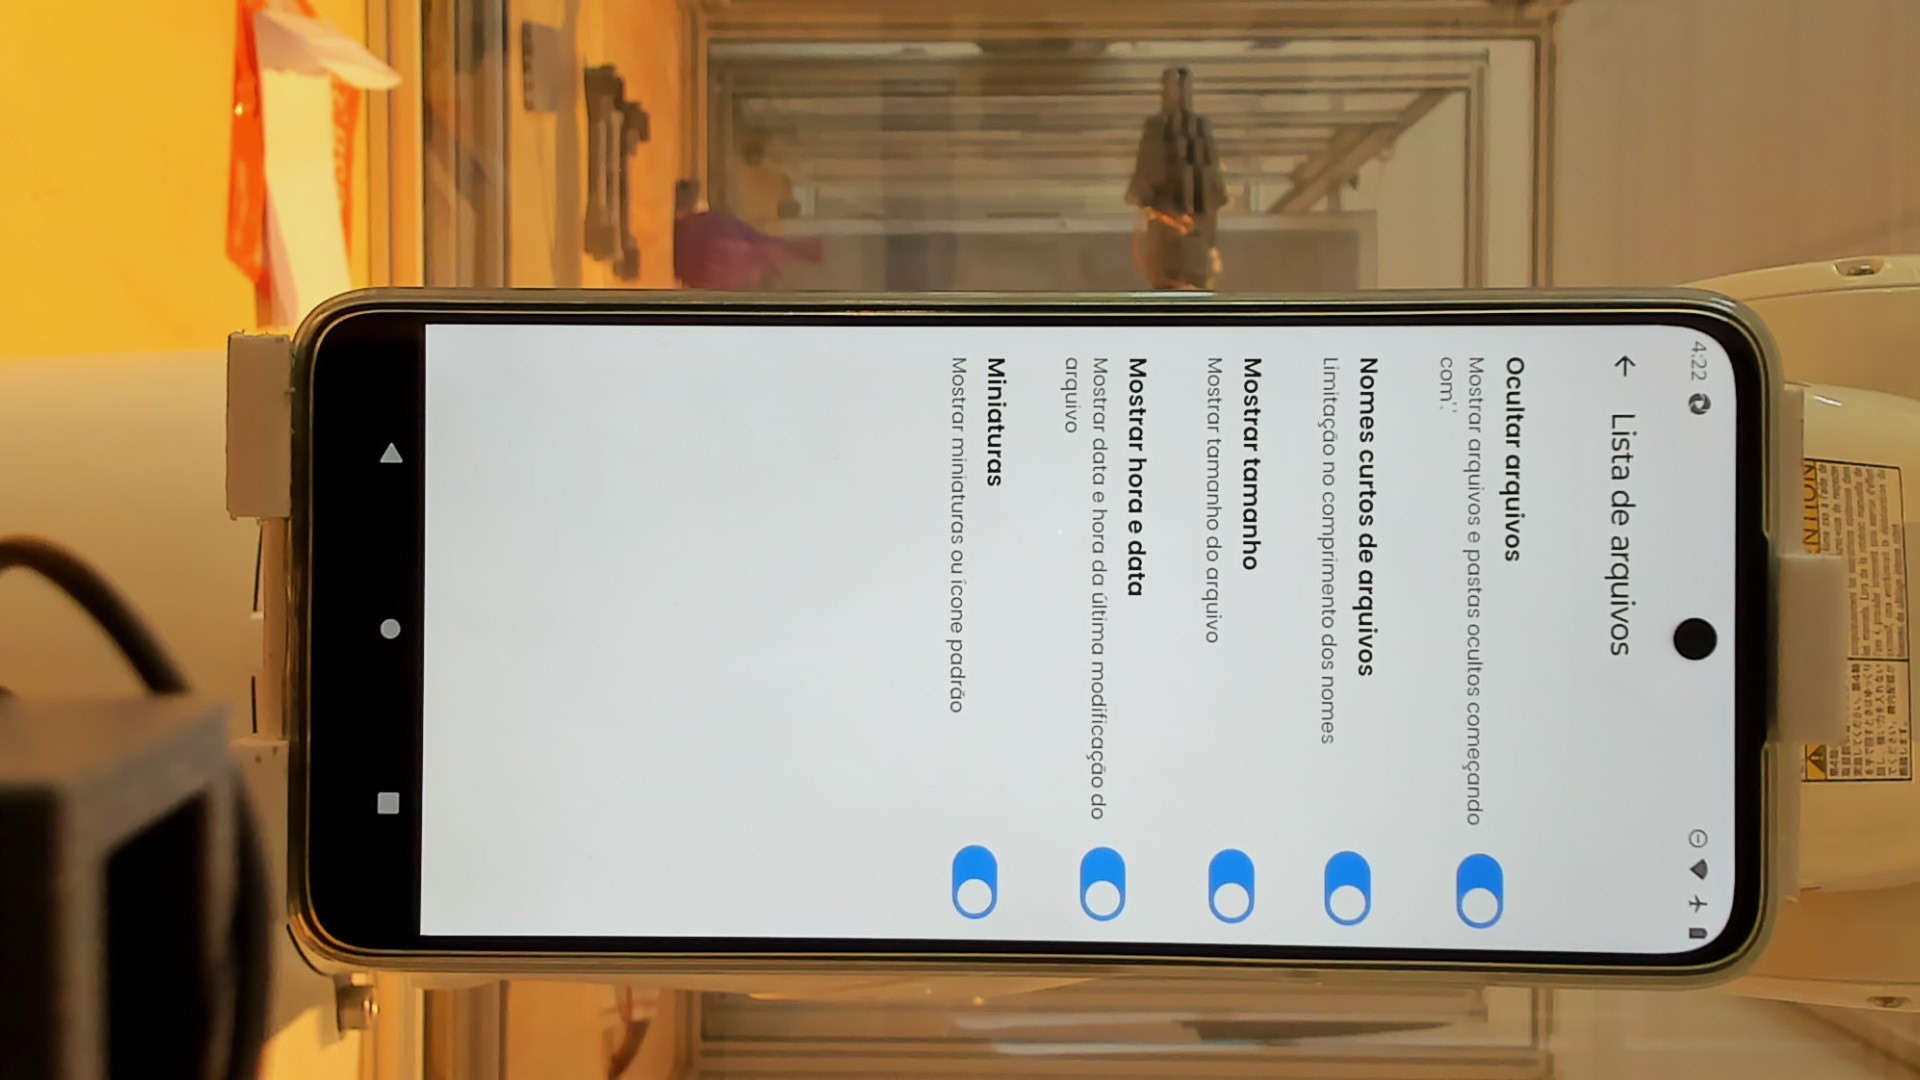 4:22
Lista de arquivos
Ocultar arquivos
Mostrar arquivos e pastas ocultos começando
com'.'
Nomes curtos de arquivos
Limitação no comprimento dos nomes
Mostrar tamanho
Mostrar tamanho do arquivo
Mostrar hora e data
Mostrar data e hora da última modificação do
arquivo
Miniaturas
Mostrar miniaturas ou ícone padrão